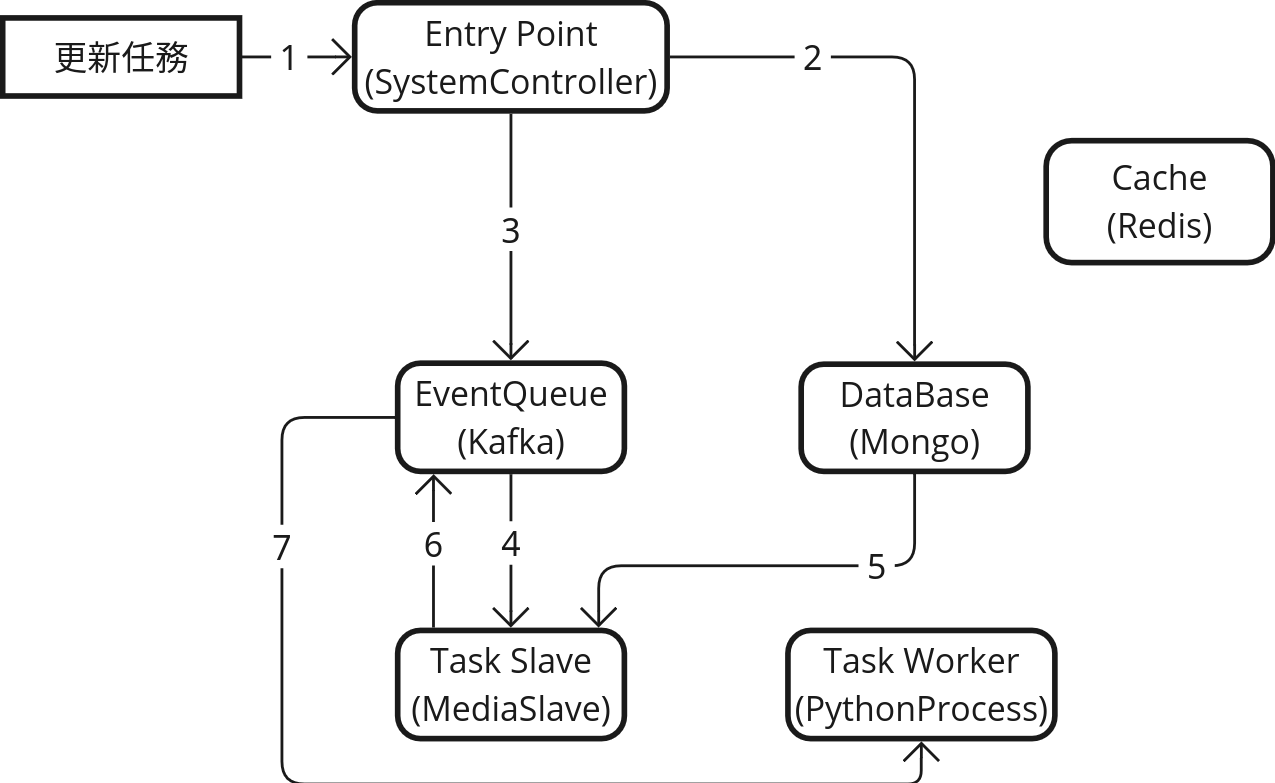 更新任務
1
Entry Point
(SystemController)
2
Cache
(Redis)
3
EventQueue
(Kafka)
DataBase
(Mongo)
7
6
4
5
Task Slave
(MediaSlave)
Task Worker
(PythonProcess)